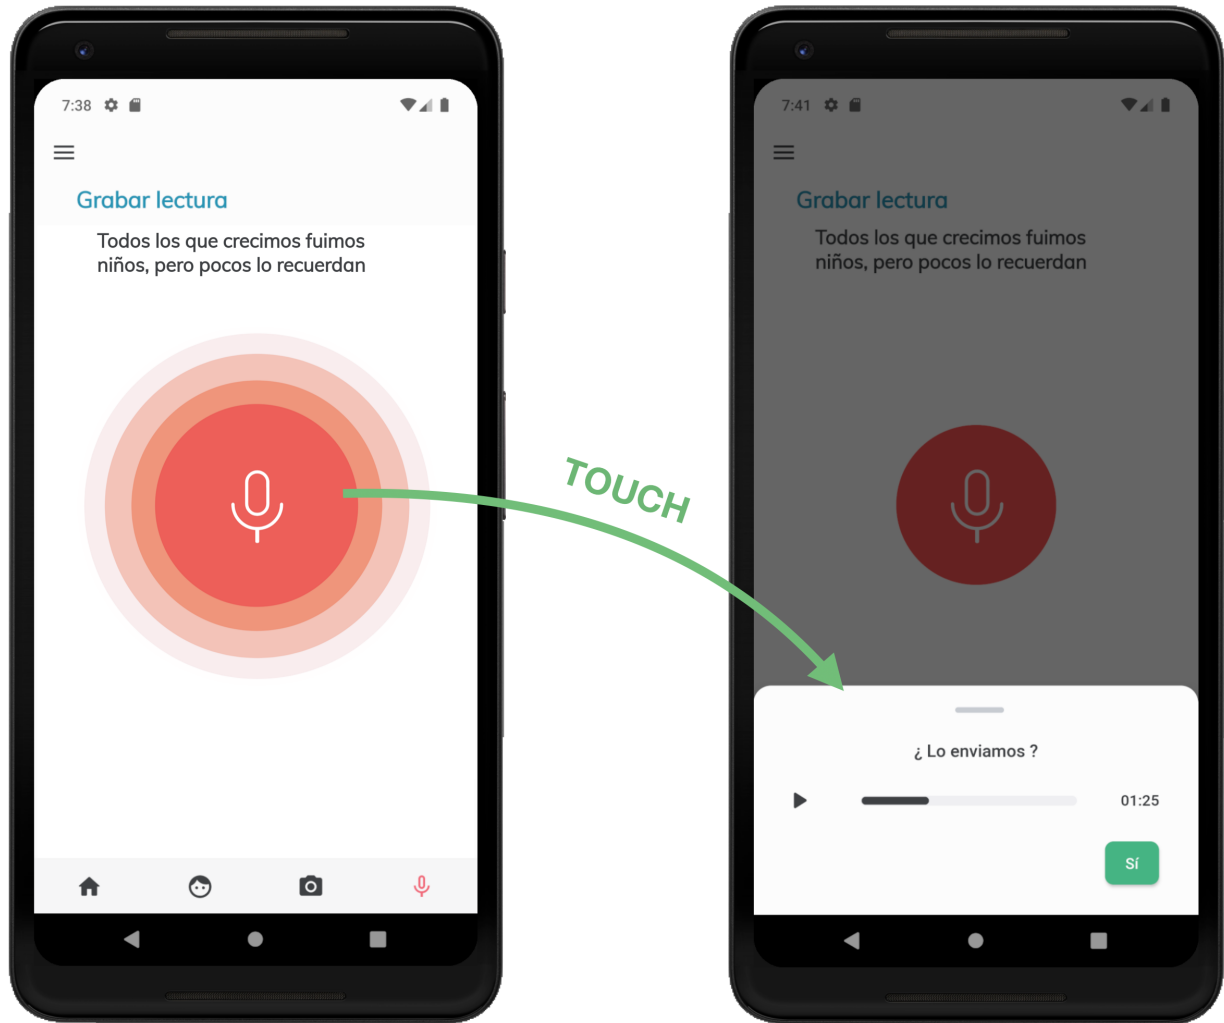 7:38
Grabar lectura
Todos los que crecimos fuimos
niños, pero pocos lo recuerdan
TOUCH
7:41
Grabar lectura
Todos los que crecimos fuimos
niños, pero pocos lo recuerdan
¿ Lo enviamos ?
01:25
Sí